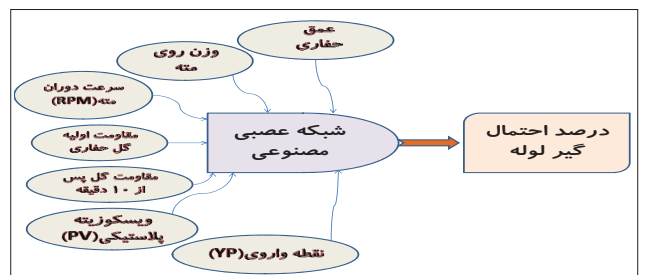 عمق
حفاري
وزن روی
مته
سرعت دوران
مته(RPM)
مقاومت اولیه
گل حفاری
مقاومت گل پس
از ۱۰ دقیقه
ویسکوزیته
پلاستیکی(PV)
نقطه واروی(YP)
شبکه عصبی
مصنوعی
درصد احتمال
گیر لوله